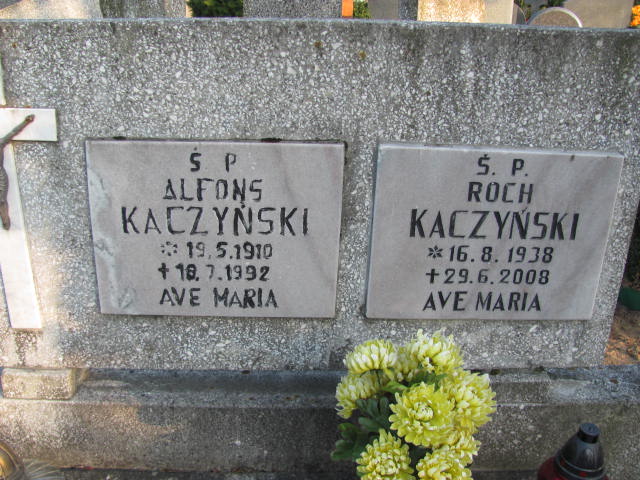 Ś P
ALFONS
KACZYŃSKI
* 19.5.1910
+ 18.7.1992
AVE MARIA
Ś. P.
ROCH
KACZYŃSKI
*16.8.1938
+29.6.2008
AVE MARIA